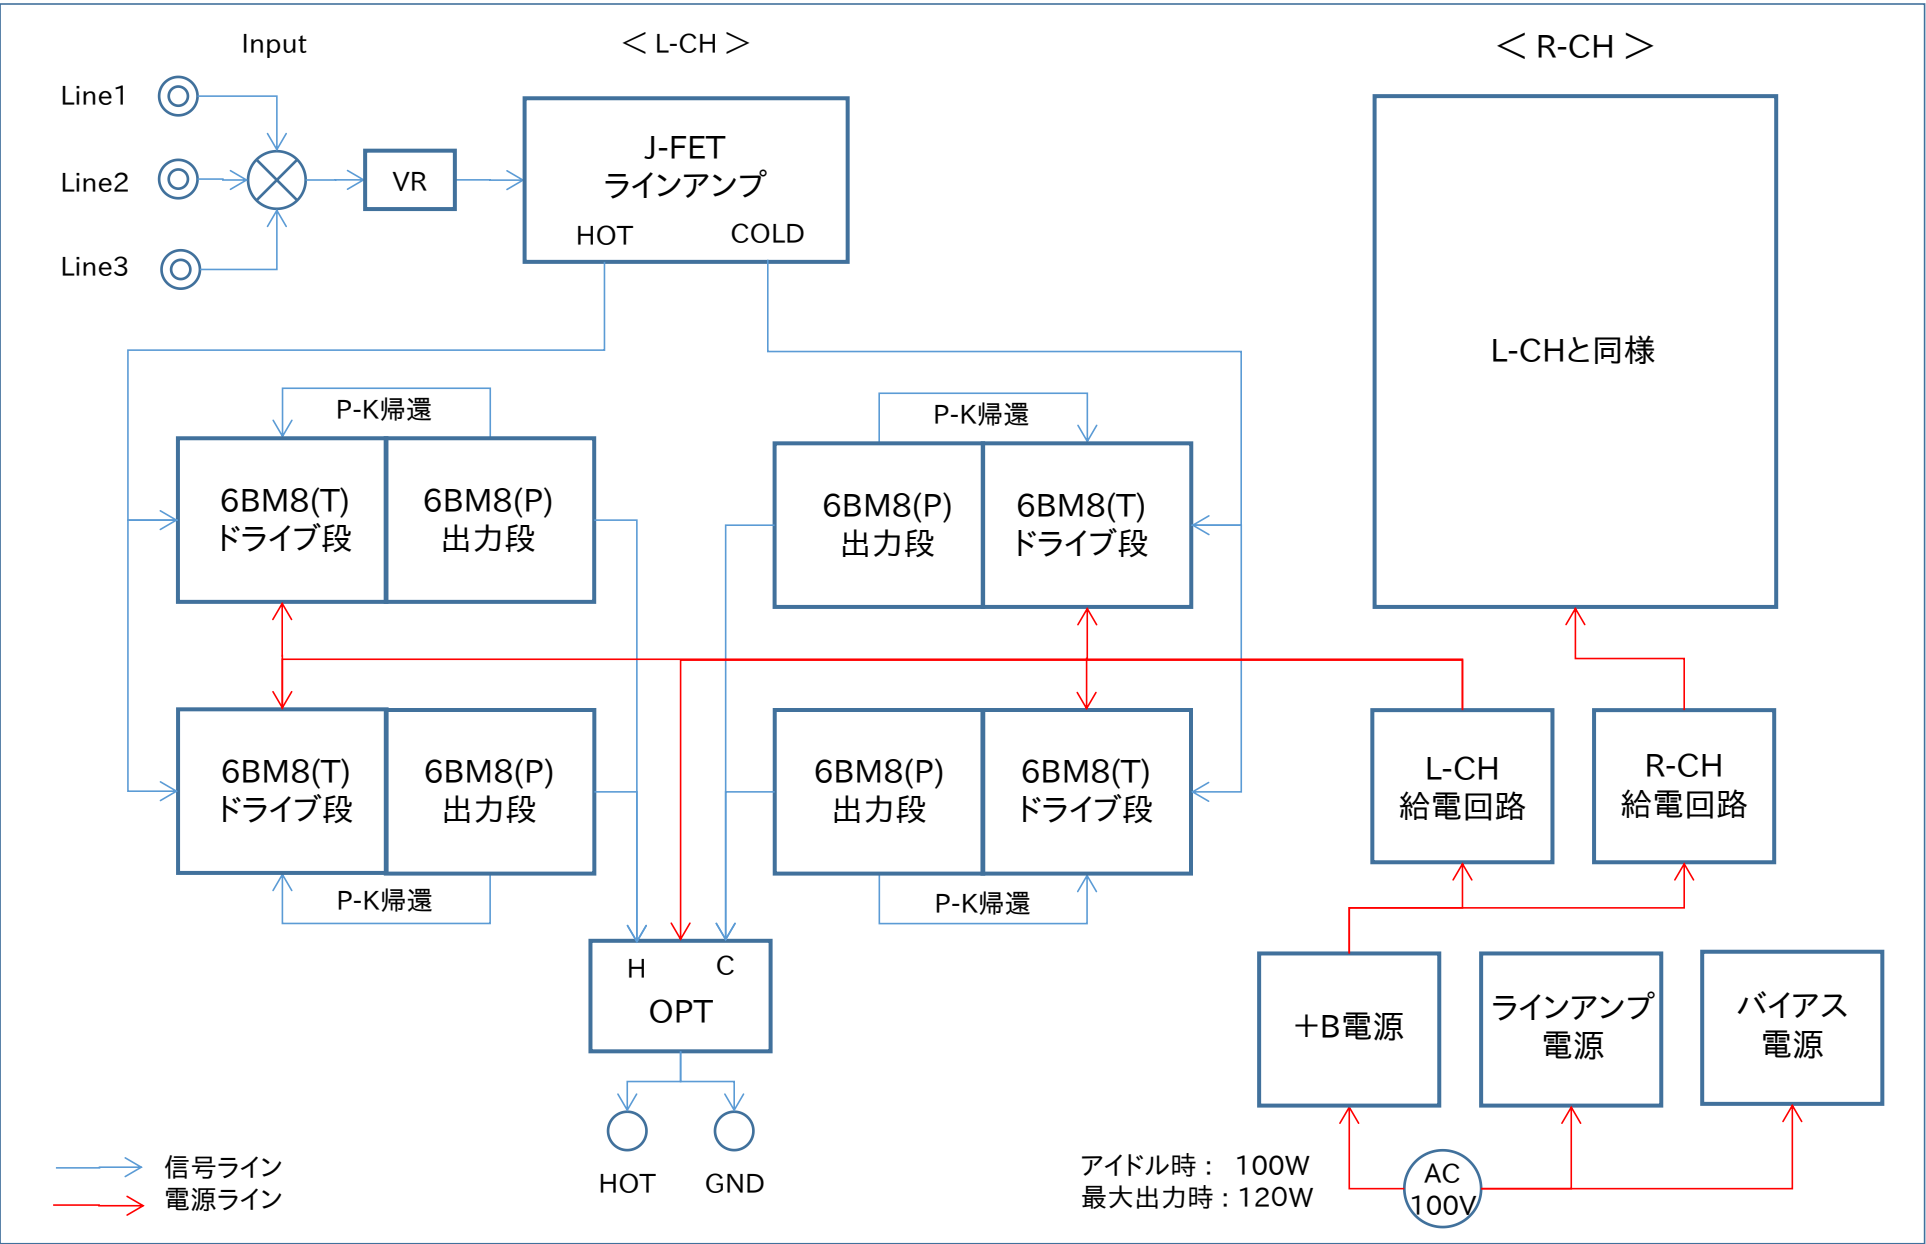 Input
＜ L-CH ＞
＜ R-CH ＞
Line1
Line2
Line3
VR
J-FET
ラインアンプ
HOT
COLD
L-CHと同様
P-K帰還
P-K帰還
6BM8(T)
ドライブ段
6BM8(P)
出力段
6BM8(P)
出力段
6BM8(T)
ドライブ段
6BM8(T)
ドライブ段
6BM8(P)
出力段
6BM8(P)
出力段
6BM8(T)
ドライブ段
L-CH
給電回路
R-CH
給電回路
P-K帰還
P-K帰還
H
C
OPT
＋B電源
ラインアンプ
電源
バイアス
電源
HOT
GND
信号ライン
電源ライン
アイドル時： 100W
最大出力時：120W
AC
100V